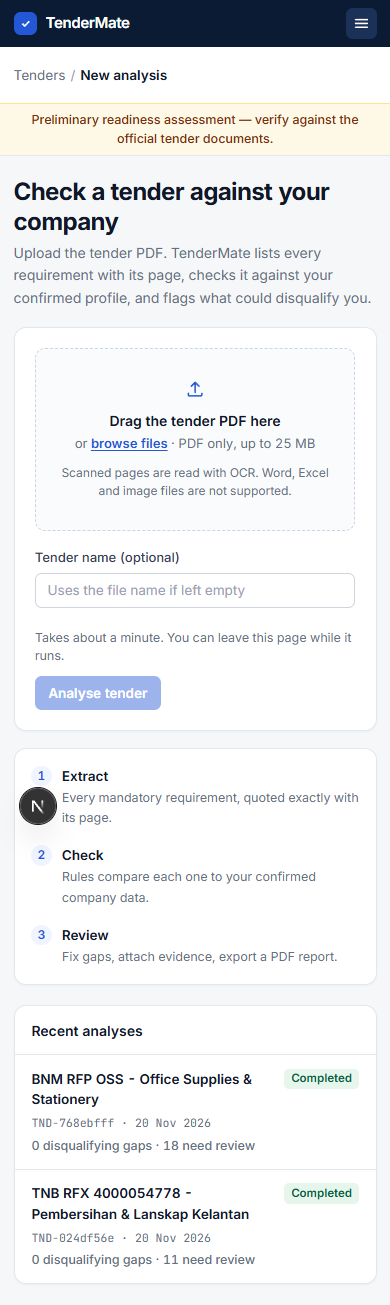 TenderMate
Tenders / New analysis
Preliminary readiness assessment — verify against the
official tender documents.
Check a tender against your
company
Upload the tender PDF. TenderMate lists every
requirement with its page, checks it against your
confirmed profile, and flags what could disqualify you.
Drag the tender PDF here
or browse files · PDF only, up to 25 MB
Scanned pages are read with OCR. Word, Excel
and image files are not supported.
Tender name (optional)
Uses the file name if left empty
Takes about a minute. You can leave this page while it
runs.
Analyse tender
1 Extract
N
Every mandatory requirement, quoted exactly with
its page.
2 Check
Rules compare each one to your confirmed
company data.
3 Review
Fix gaps, attach evidence, export a PDF report.
Recent analyses
BNM RFP OSS - Office Supplies &
Stationery
Completed
TND-768ebfff · 20 Nov 2026
0 disqualifying gaps · 18 need review
TNB RFX 4000054778 -
Pembersihan & Lanskap Kelantan
Completed
TND-024df56e · 20 Nov 2026
0 disqualifying gaps · 11 need review